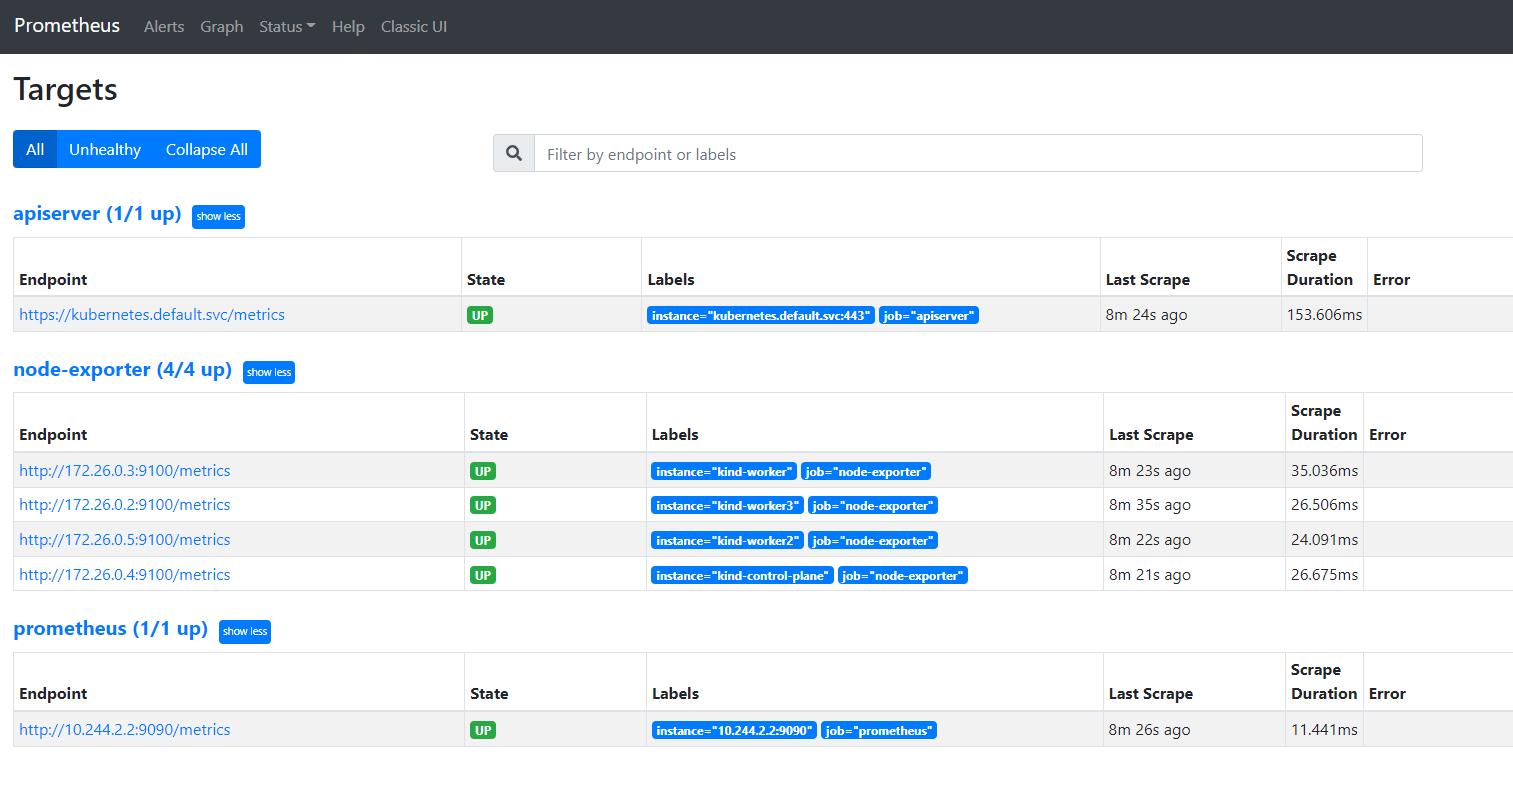 Prometheus Alerts Graph Status Help Classic UI
Targets
All Unhealthy Collapse All
Filter by endpoint or labels
apiserver (1/1 up) show less
Endpoint State Labels Last Scrape Scrape Duration Error
https://kubernetes.default.svc/metrics UP instance="kubernetes.default.svc:443" job="apiserver" 8m 24s ago 153.606ms
node-exporter (4/4 up) show less
Endpoint State Labels Last Scrape Scrape Duration Error
http://172.26.0.3:9100/metrics UP instance="kind-worker" job="node-exporter" 8m 23s ago 35.036ms
http://172.26.0.2:9100/metrics UP instance="kind-worker3" job="node-exporter" 8m 35s ago 26.506ms
http://172.26.0.5:9100/metrics UP instance="kind-worker2" job="node-exporter" 8m 22s ago 24.091ms
http://172.26.0.4:9100/metrics UP instance="kind-control-plane" job="node-exporter" 8m 21s ago 26.675ms
prometheus (1/1 up) show less
Endpoint State Labels Last Scrape Scrape Duration Error
http://10.244.2.2:9090/metrics UP instance="10.244.2.2:9090" job="prometheus" 8m 26s ago 11.441ms